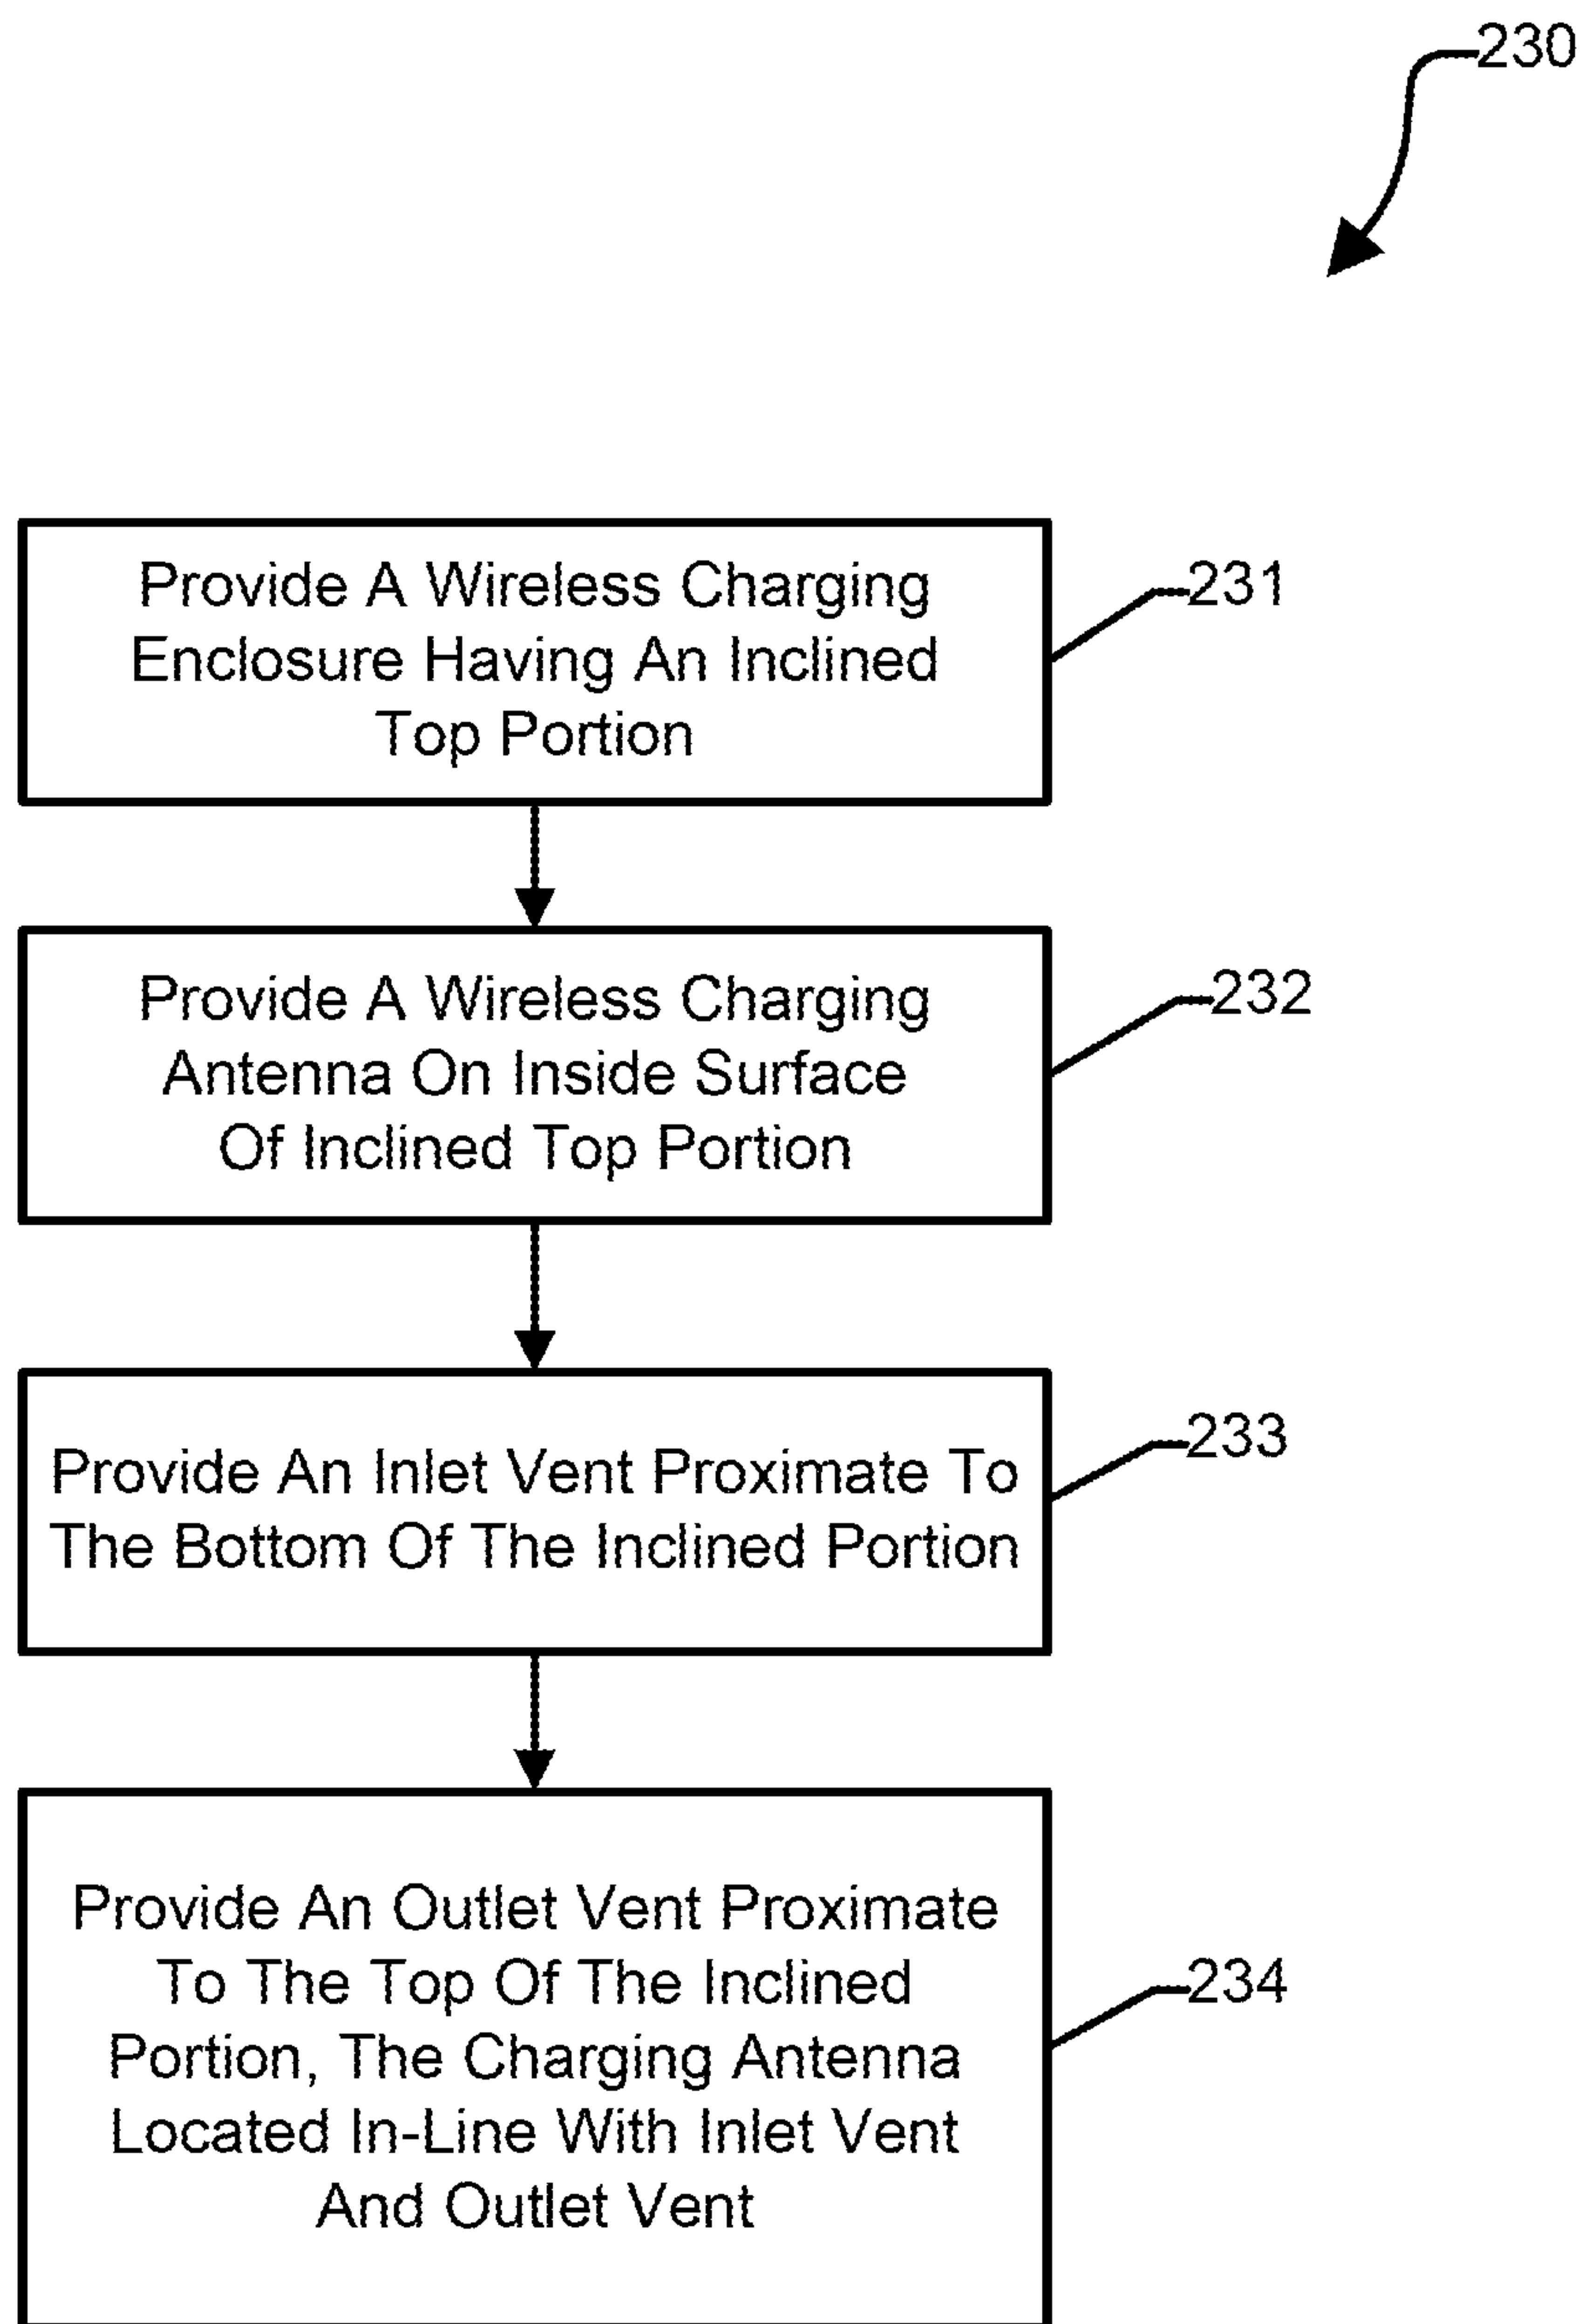 230
Provide A Wireless Charging
Enclosure Having An Inclined
Top Portion
231
Provide A Wireless Charging
Antenna On Inside Surface
Of Inclined Top Portion
232
Provide An Inlet Vent Proximate To
The Bottom Of The Inclined Portion
233
Provide An Outlet Vent Proximate
To The Top Of The Inclined
Portion, The Charging Antenna
Located In-Line With Inlet Vent
And Outlet Vent
234